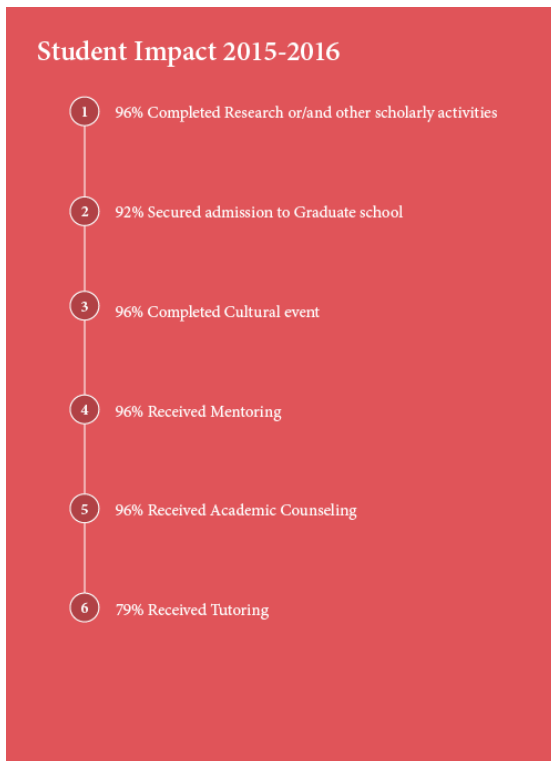 Student Impact 2015-2016
1 96% Completed Research or/and other scholarly activities
2 92% Secured admission to Graduate school
3 96% Completed Cultural event
4 96% Received Mentoring
5 96% Received Academic Counseling
6 79% Received Tutoring